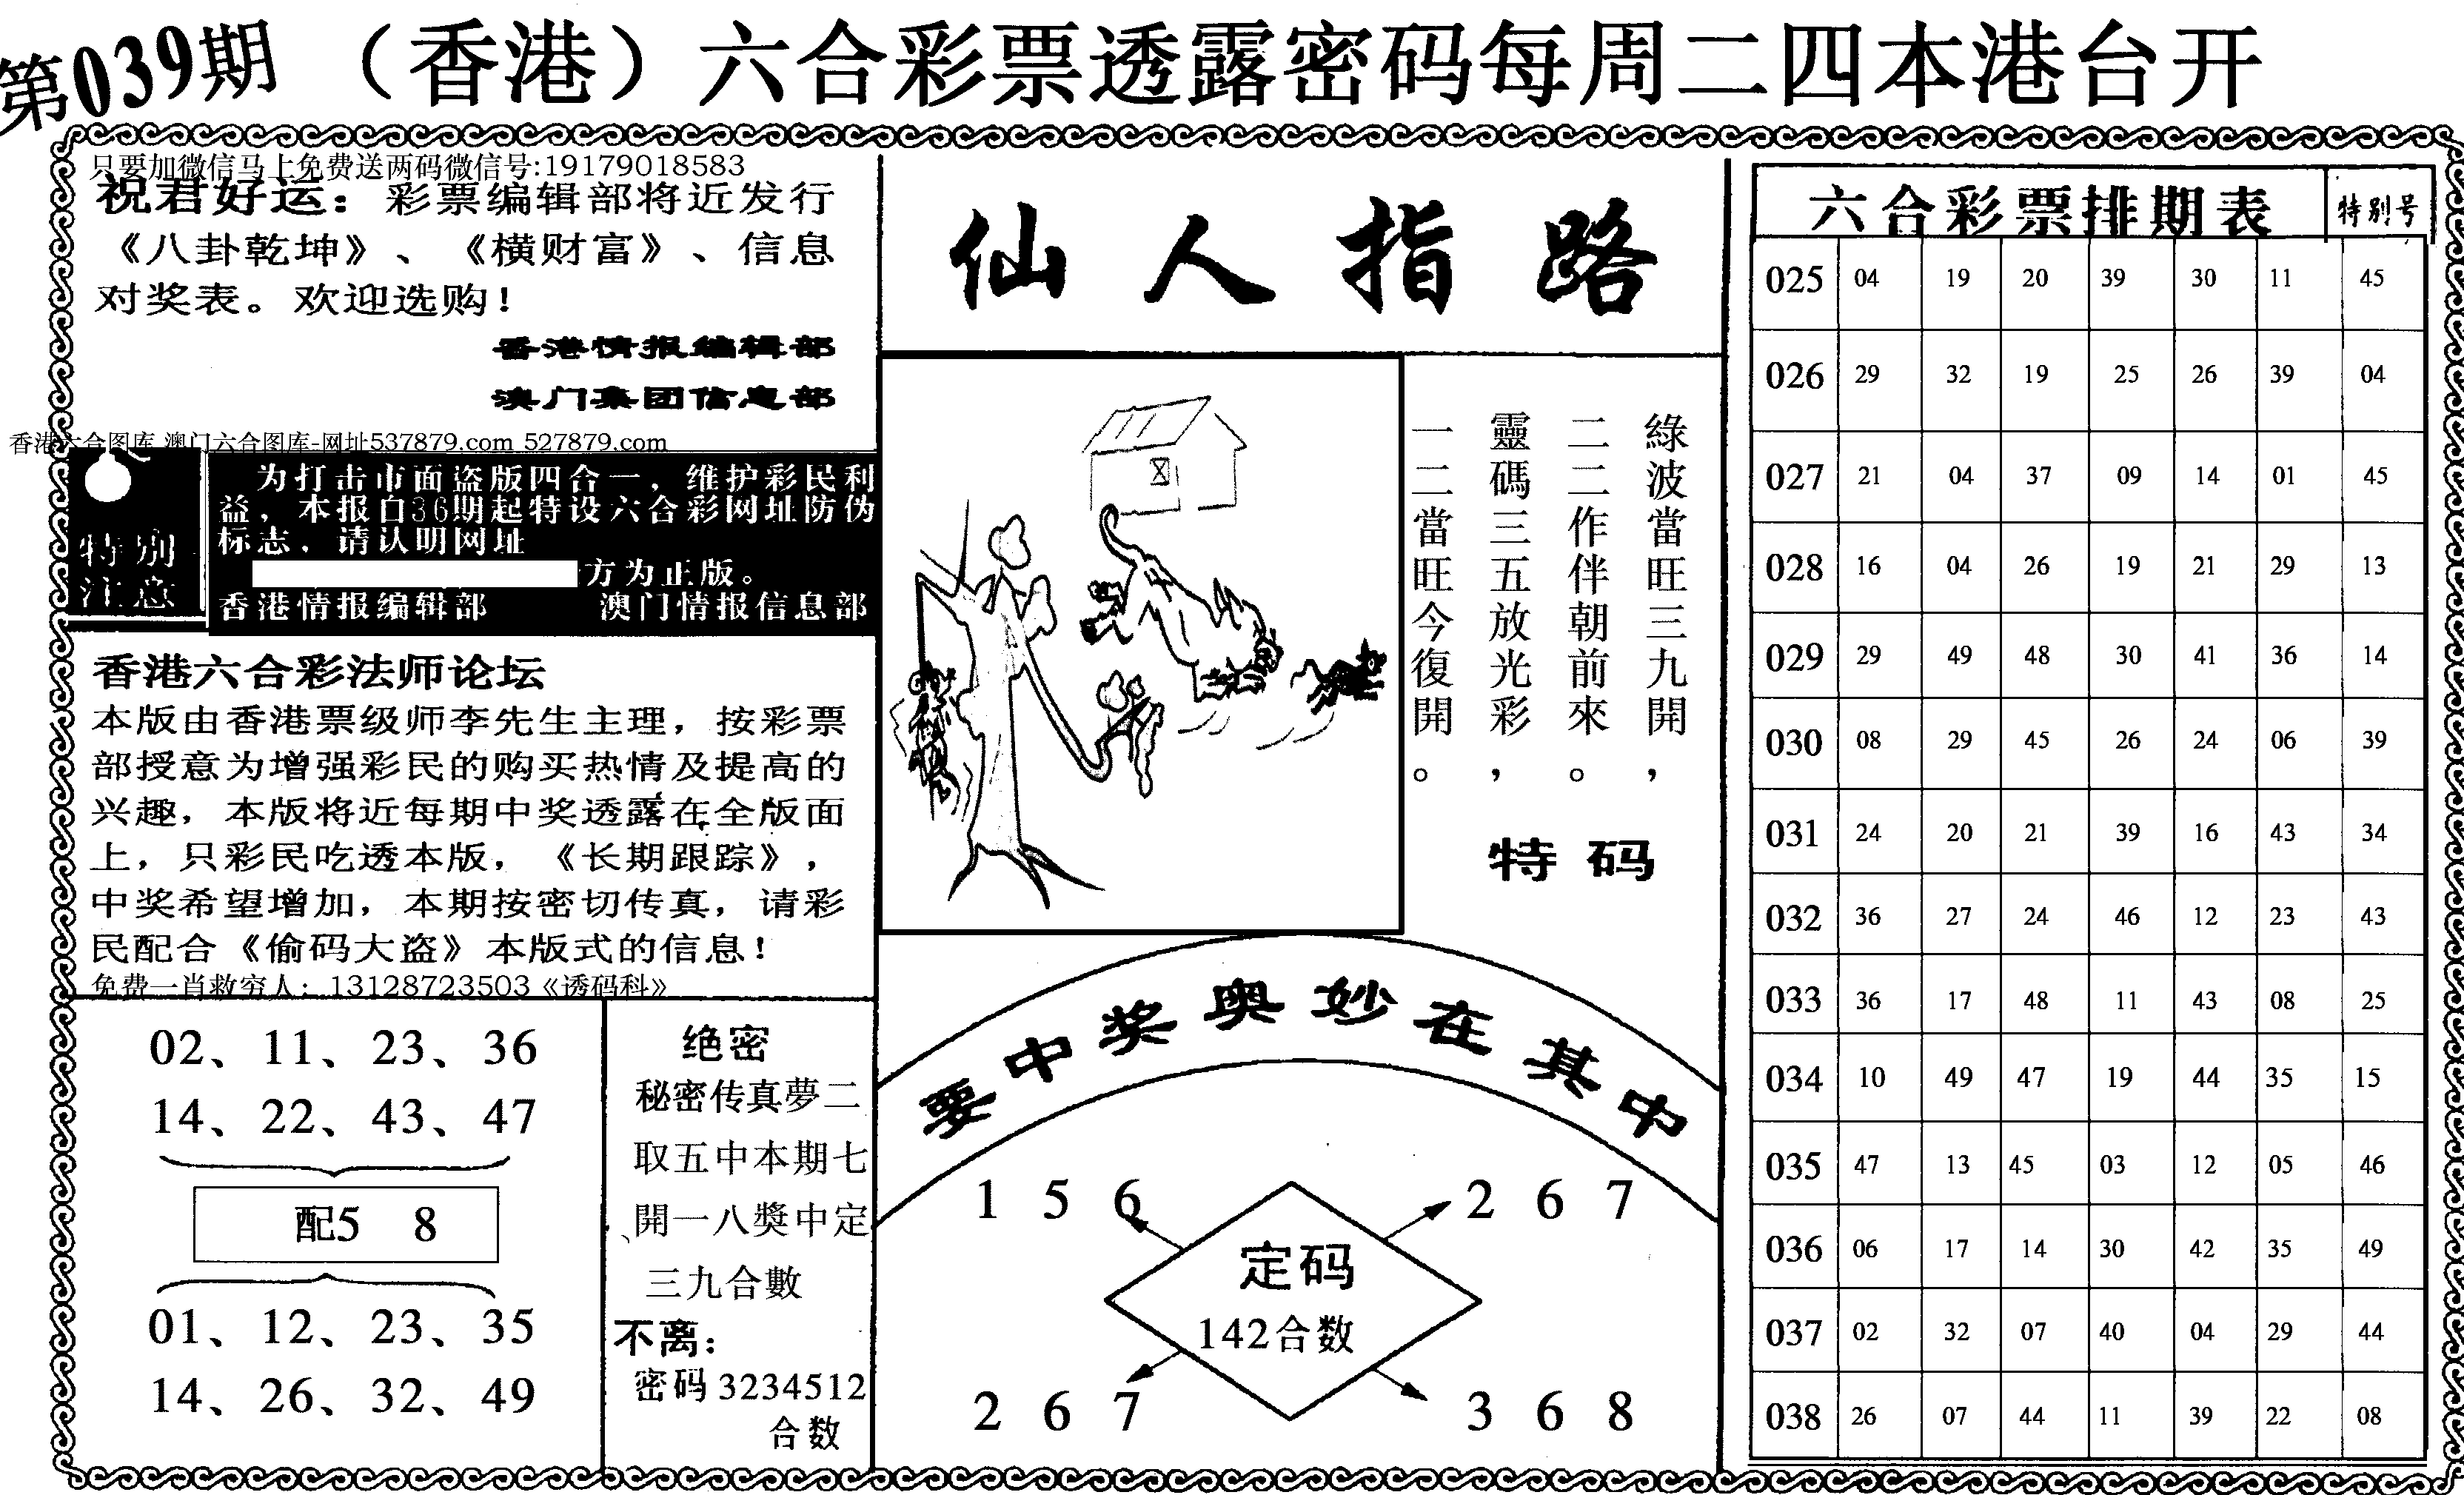 第039期 （香港）六合彩票透露密码每周二四本港台开
只要加微信马上免费送两码微信号:19179018583
祝君好运：彩票编辑部将近发行
《八卦乾坤》、《横财富》、信息
对奖表。欢迎选购！
香港情报编辑部
澳门集团信息部
香港六合图库 澳门六合图库-网址537879.com 527879.com
特别
注意
为打击市面盗版四合一，维护彩民利
益，本报自36期起特设六合彩网址防伪
标志，请认明网址
方为正版。
香港情报编辑部 澳门情报信息部
香港六合彩法师论坛
本版由香港票级师李先生主理，按彩票
部授意为增强彩民的购买热情及提高的
兴趣，本版将近每期中奖透露在全版面
上，只彩民吃透本版，《长期跟踪》，
中奖希望增加，本期按密切传真，请彩
民配合《偷码大盗》本版式的信息！
免费一肖救穷人：13128723503《诱码科》
02、11、23、36
14、22、43、47
配5 8
01、12、23、35
14、26、32、49
绝密
秘密传真夢二
取五中本期七
開一八獎中定
三九合數
不离：
密码3234512
合数
仙人指路
綠波當旺三九開，
二二作伴朝前來。
靈碼三五放光彩，
一二當旺今復開。
特码
要中奖奥妙在其中
1 5 6
2 6 7
定码
142合数
2 6 7
3 6 8
六合彩票排期表 特别号
025 04 19 20 39 30 11 45
026 29 32 19 25 26 39 04
027 21 04 37 09 14 01 45
028 16 04 26 19 21 29 13
029 29 49 48 30 41 36 14
030 08 29 45 26 24 06 39
031 24 20 21 39 16 43 34
032 36 27 24 46 12 23 43
033 36 17 48 11 43 08 25
034 10 49 47 19 44 35 15
035 47 13 45 03 12 05 46
036 06 17 14 30 42 35 49
037 02 32 07 40 04 29 44
038 26 07 44 11 39 22 08